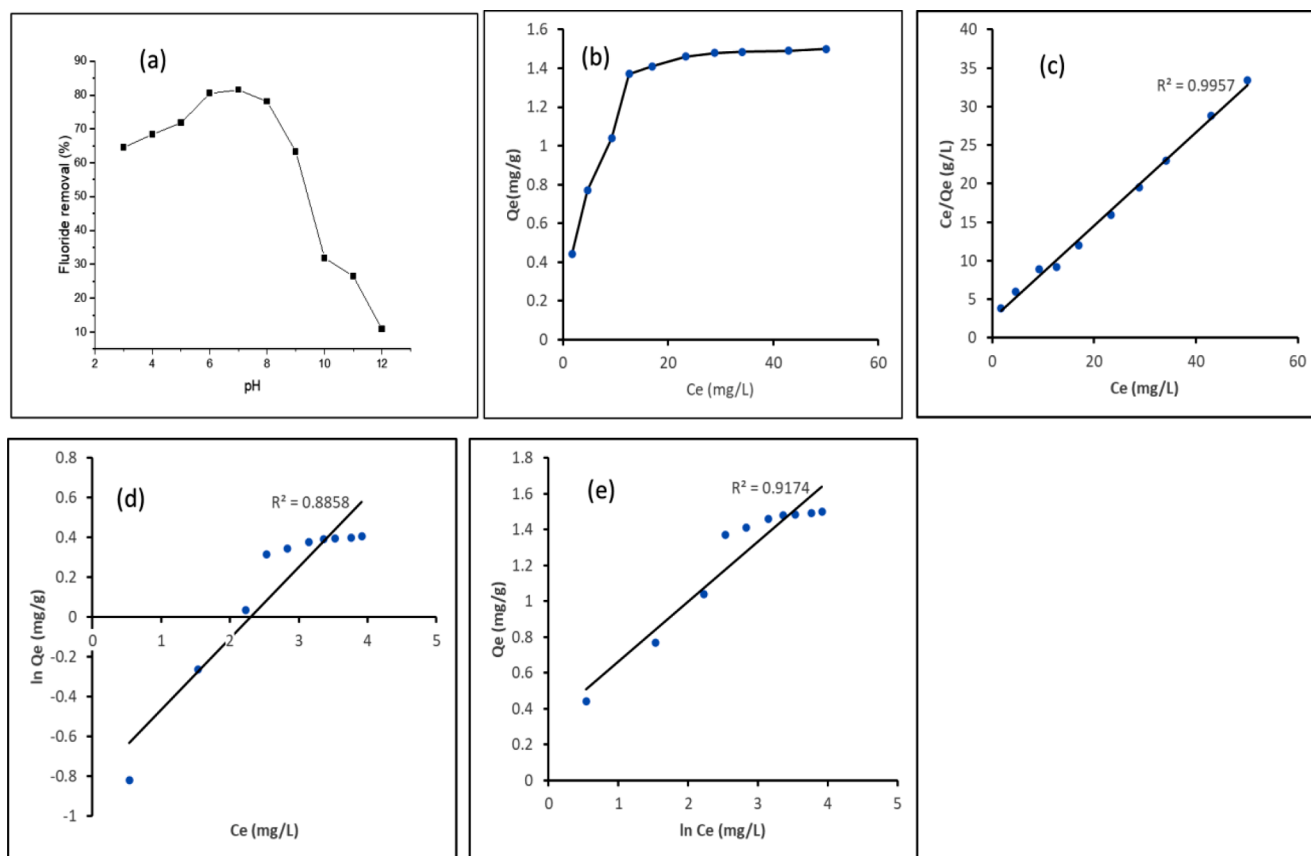 (a)
Fluoride removal (%)
90
80
70
60
50
40
30
20
10
2 4 6 8 10 12
pH
(b)
Qe(mg/g)
1.6
1.4
1.2
1
0.8
0.6
0.4
0.2
0
0 20 40 60
Ce (mg/L)
(c)
R² = 0.9957
Ce/Qe (g/L)
40
35
30
25
20
15
10
5
0
0 20 40 60
Ce (mg/L)
(d)
R² = 0.8858
ln Qe (mg/g)
0.8
0.6
0.4
0.2
0
-0.2
-0.4
-0.6
-0.8
-1
0 1 2 3 4 5
Ce (mg/L)
(e)
R² = 0.9174
Qe (mg/g)
1.8
1.6
1.4
1.2
1
0.8
0.6
0.4
0.2
0
0 1 2 3 4 5
ln Ce (mg/L)